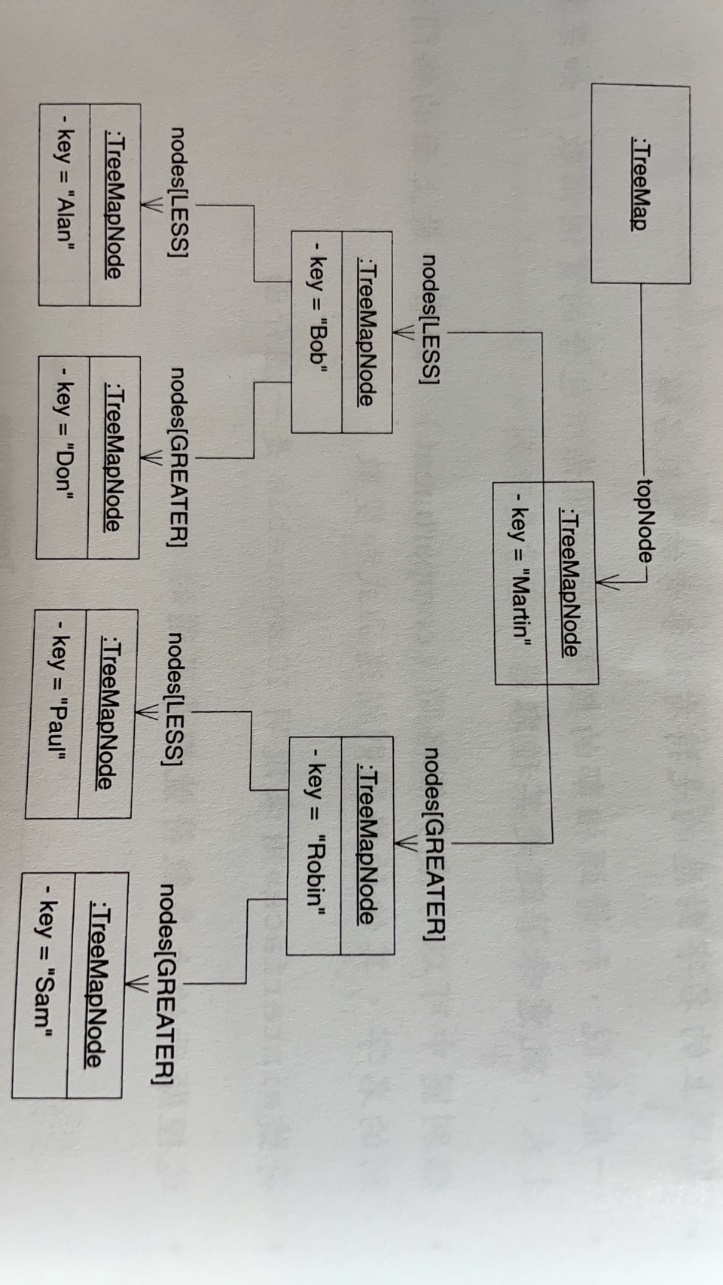 :TreeMap
topNode
:TreeMapNode
- key = "Martin"
nodes[LESS]
nodes[GREATER]
:TreeMapNode
- key = "Bob"
:TreeMapNode
- key = "Robin"
nodes[LESS]
nodes[GREATER]
nodes[LESS]
nodes[GREATER]
:TreeMapNode
- key = "Alan"
:TreeMapNode
- key = "Don"
:TreeMapNode
- key = "Paul"
:TreeMapNode
- key = "Sam"